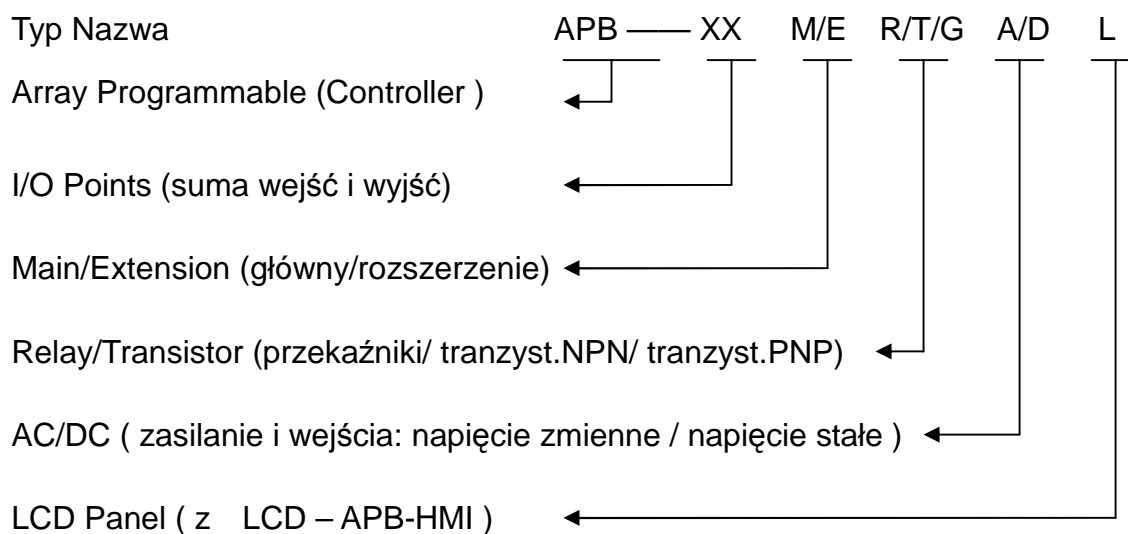 Typ Nazwa APB —— XX M/E R/T/G A/D L
Array Programmable (Controller )
I/O Points (suma wejść i wyjść)
Main/Extension (główny/rozszerzenie)
Relay/Transistor (przekaźniki/ tranzyst.NPN/ tranzyst.PNP)
AC/DC ( zasilanie i wejścia: napięcie zmienne / napięcie stałe )
LCD Panel ( z LCD – APB-HMI )